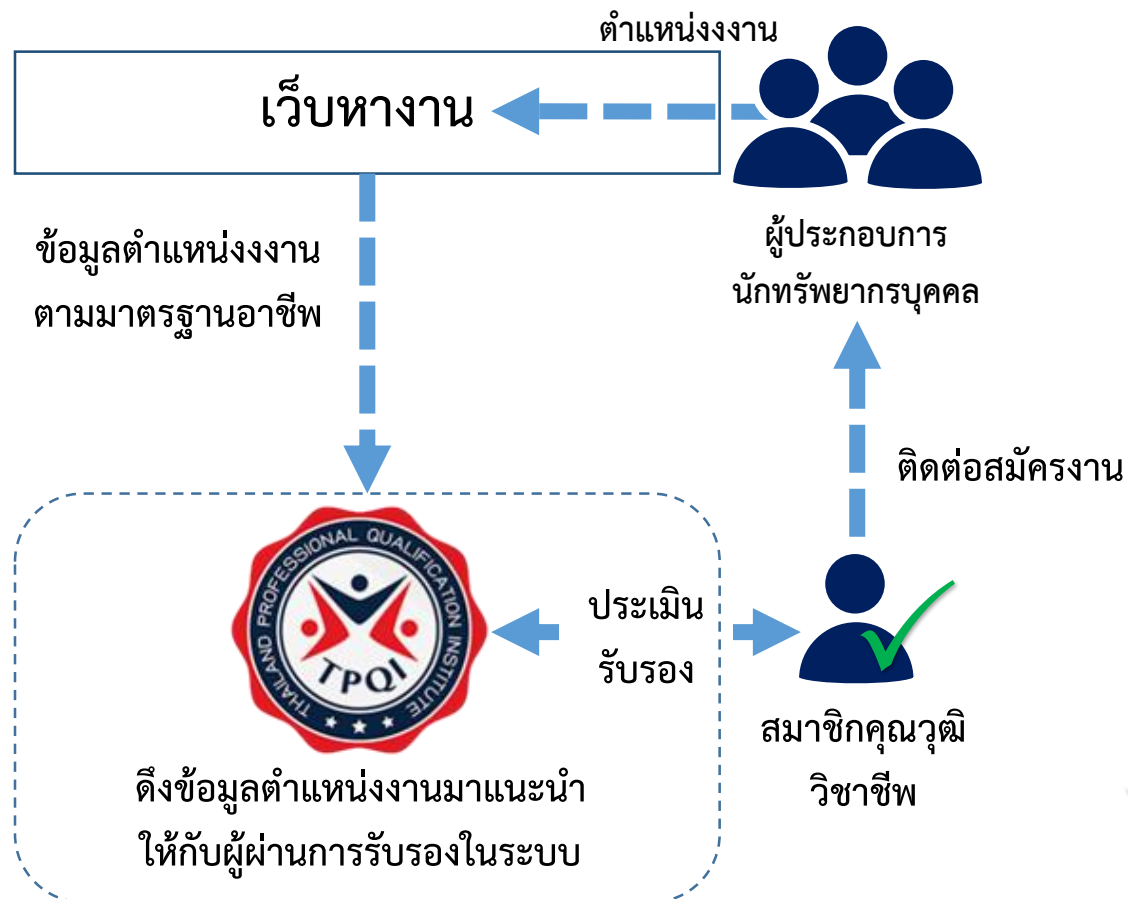 ตำแหน่งงงาน
เว็บหางาน
ผู้ประกอบการ
นักทรัพยากรบุคคล
ข้อมูลตำแหน่งงงาน
ตามมาตรฐานอาชีพ
ติดต่อสมัครงาน
THAILAND PROFESSIONAL QUALIFICATION INSTITUTE
TPQI
ประเมิน
รับรอง
สมาชิกคุณวุฒิ
วิชาชีพ
ดึงข้อมูลตำแหน่งงานมาแนะนำ
ให้กับผู้ผ่านการรับรองในระบบ